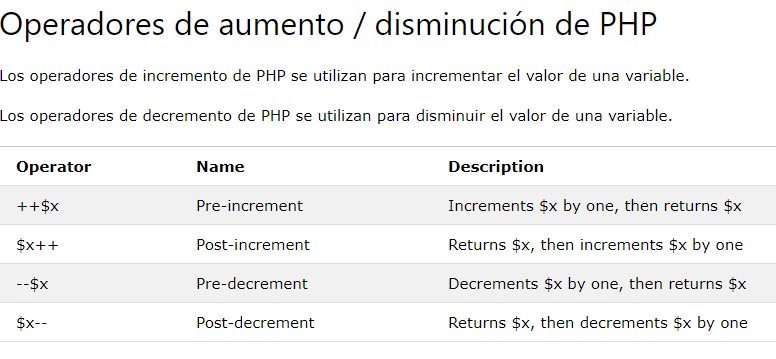 Operadores de aumento / disminución de PHP
Los operadores de incremento de PHP se utilizan para incrementar el valor de una variable.
Los operadores de decremento de PHP se utilizan para disminuir el valor de una variable.
Operator Name Description
++$x Pre-increment Increments $x by one, then returns $x
$x++ Post-increment Returns $x, then increments $x by one
--$x Pre-decrement Decrements $x by one, then returns $x
$x-- Post-decrement Returns $x, then decrements $x by one